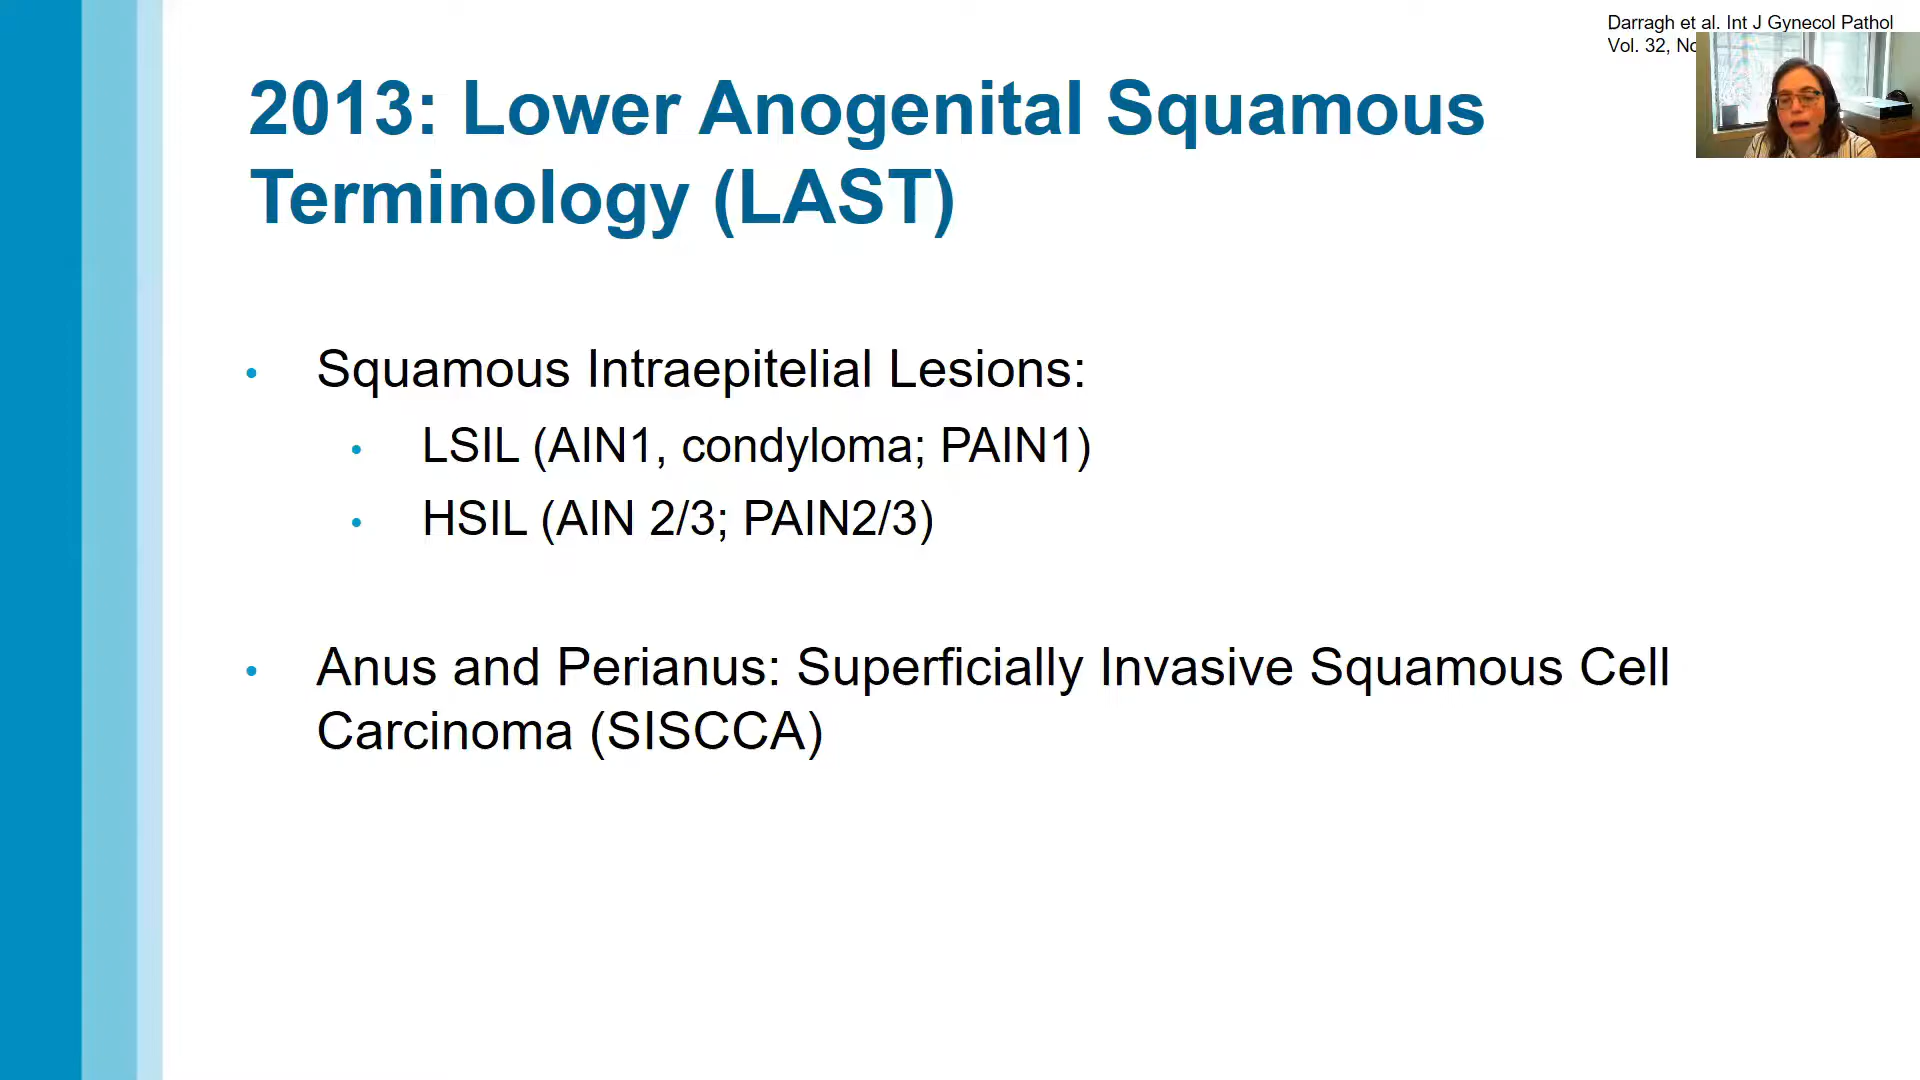 Darragh et al. Int J Gynecol Pathol
Vol. 32,
2013: Lower Anogenital Squamous
Terminology (LAST)
• Squamous Intraepitelial Lesions:
• LSIL (AIN1, condyloma; PAIN1)
• HSIL (AIN 2/3; PAIN2/3)
• Anus and Perianus: Superficially Invasive Squamous Cell
Carcinoma (SISCCA)